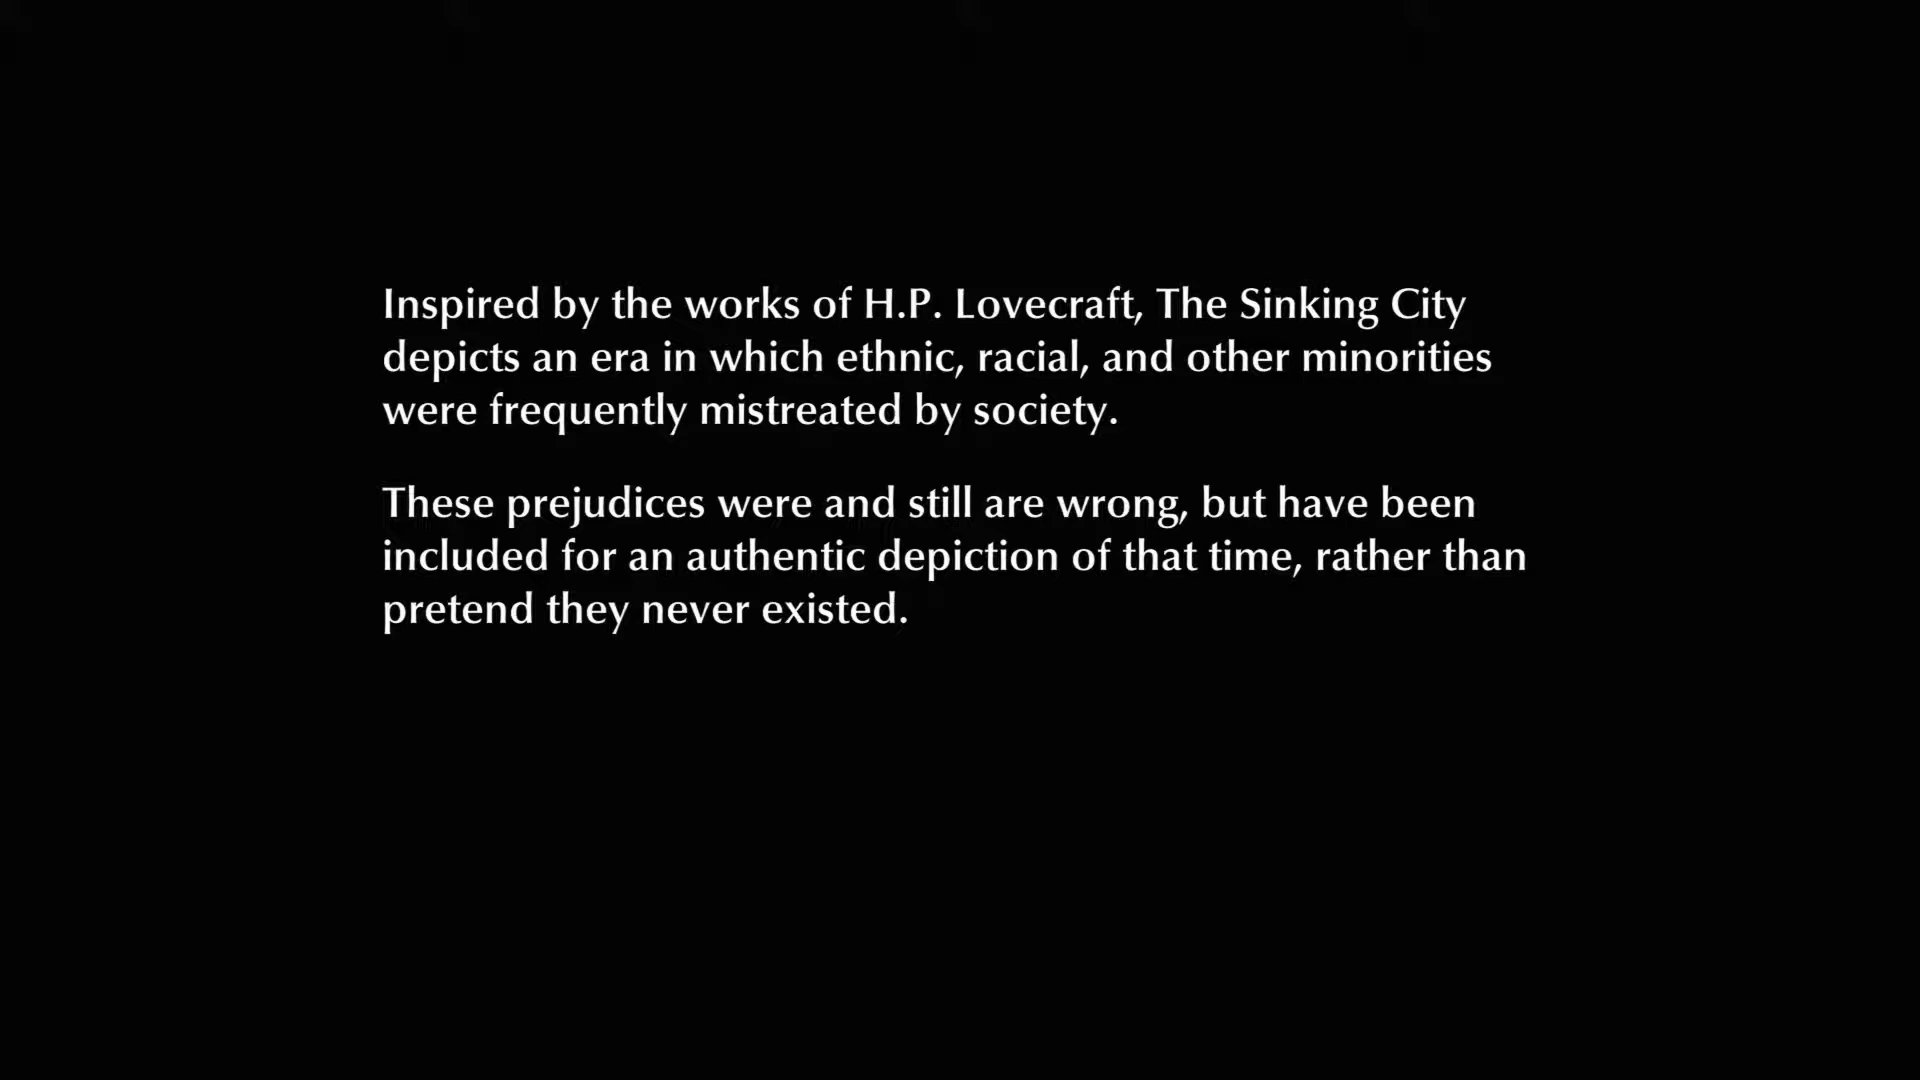 Inspired by the works of H.P. Lovecraft, The Sinking City
depicts an era in which ethnic, racial, and other minorities
were frequently mistreated by society.
These prejudices were and still are wrong, but have been
included for an authentic depiction of that time, rather than
pretend they never existed.